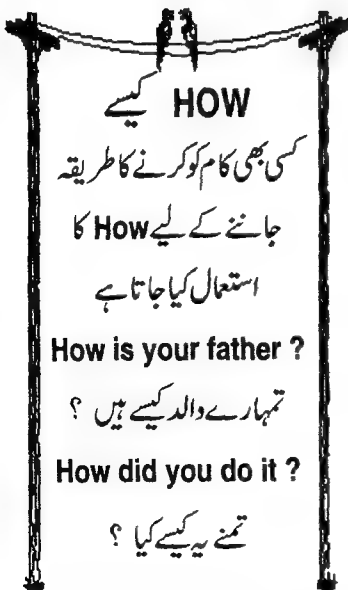 HOW کیسے
کسی بھی کام کو کرنے کا طریقہ
جاننے کے لیے How کا
استعمال کیا جاتا ہے
How is your father ?
تمہارے والد کیسے ہیں ؟
How did you do it ?
تمنے یہ کیسے کیا ؟